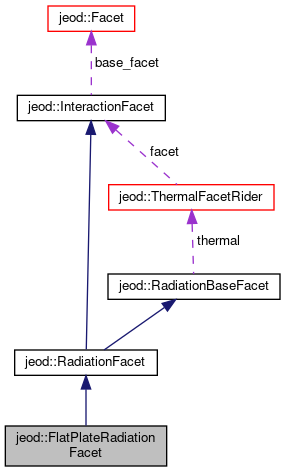 jeod::Facet
base_facet
jeod::InteractionFacet
facet
jeod::ThermalFacetRider
thermal
jeod::RadiationBaseFacet
jeod::RadiationFacet
jeod::FlatPlateRadiation
Facet